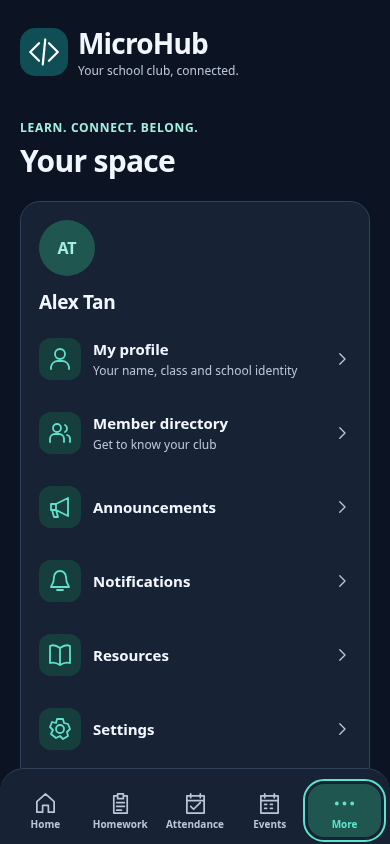 MicroHub
Your school club, connected.
LEARN. CONNECT. BELONG.
Your space
AT
Alex Tan
My profile
Your name, class and school identity
Member directory
Get to know your club
Announcements
Notifications
Resources
Settings
Home
Homework
Attendance
Events
More